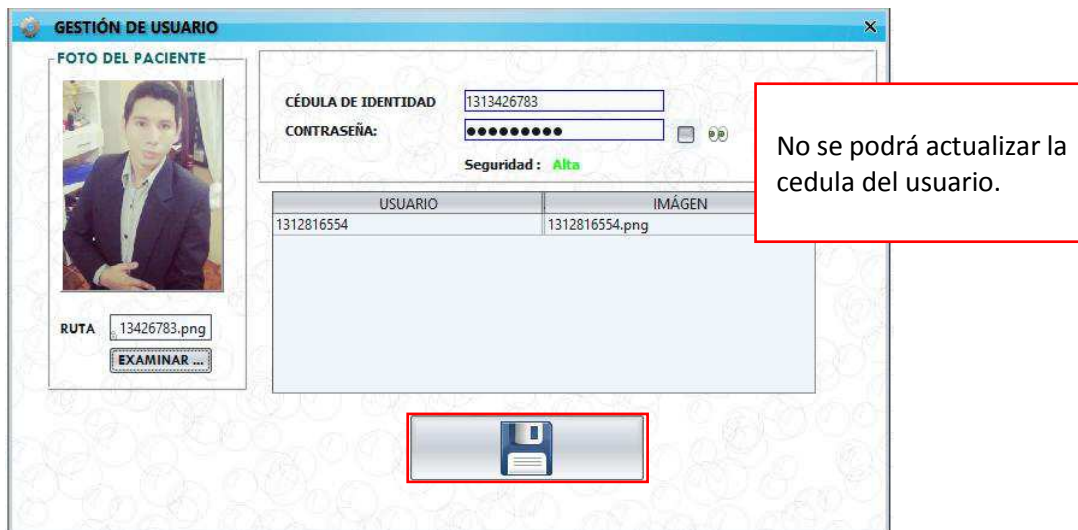 GESTIÓN DE USUARIO
FOTO DEL PACIENTE
CÉDULA DE IDENTIDAD 1313426783
CONTRASEÑA: ●●●●●●●●●
Seguridad : Alta
No se podrá actualizar la
cedula del usuario.
USUARIO IMÁGEN
1312816554 1312816554.png
RUTA 13426783.png
EXAMINAR ...